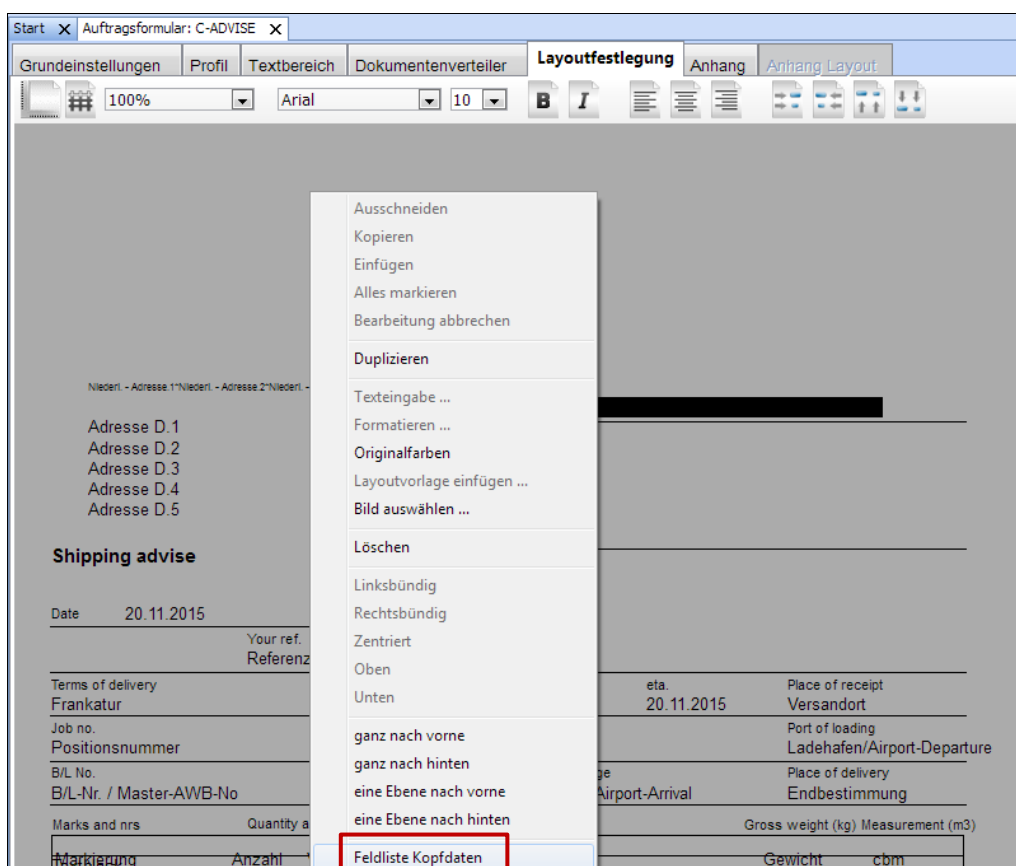 Start X Auftragsformular: C-ADVISE X
Grundeinstellungen Profil Textbereich Dokumentenverteiler Layoutfestlegung Anhang Anhang Layout
100% Arial 10 B I
Ausschneiden
Kopieren
Einfügen
Alles markieren
Bearbeitung abbrechen
Duplizieren
Niederl. - Adresse.1*Niederl. - Adresse.2*Niederl. -
Texteingabe ...
Adresse D.1
Formatieren ...
Adresse D.2
Originalfarben
Adresse D.3
Layoutvorlage einfügen ...
Adresse D.4
Bild auswählen ...
Adresse D.5
Löschen
Shipping advise
Linksbündig
Date 20.11.2015
Rechtsbündig
Your ref.
Zentriert
Referenz
Oben
Terms of delivery eta. Place of receipt
Unten
Frankatur 20.11.2015 Versandort
Job no. Port of loading
ganz nach vorne
Positionsnummer Ladehafen/Airport-Departure
ganz nach hinten
B/L No. Place of delivery
B/L-Nr. / Master-AWB-No eine Ebene nach vorne Airport-Arrival Endbestimmung
Marks and nrs Quantity a eine Ebene nach hinten Gross weight (kg) Measurement (m3)
Markierung Anzahl Feldliste Kopfdaten Gewicht cbm